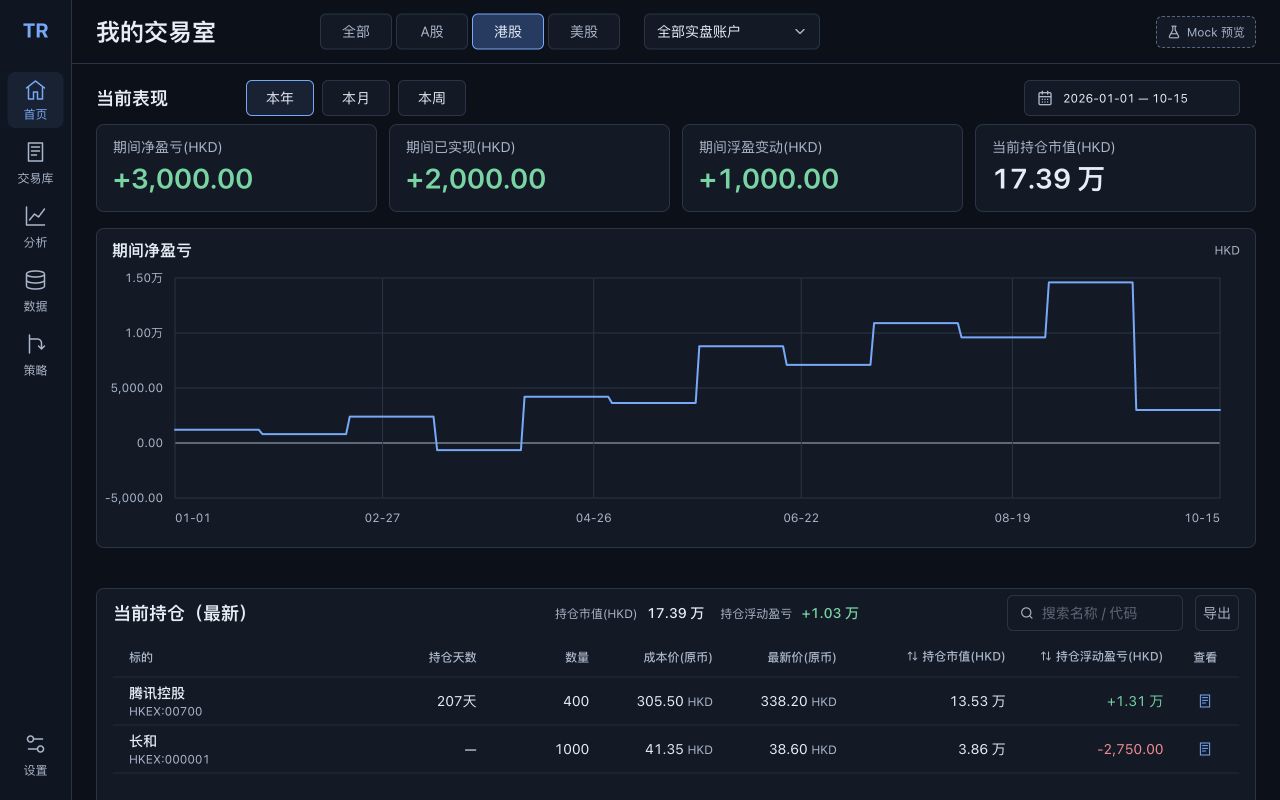 TR
我的交易室
全部 A股 港股 美股 全部实盘账户
Mock 预览
首页
交易库
分析
数据
策略
设置
当前表现 本年 本月 本周
2026-01-01 — 10-15
期间净盈亏(HKD)
+3,000.00
期间已实现(HKD)
+2,000.00
期间浮盈变动(HKD)
+1,000.00
当前持仓市值(HKD)
17.39 万
期间净盈亏 HKD
1.50万
1.00万
5,000.00
0.00
-5,000.00
01-01 02-27 04-26 06-22 08-19 10-15
当前持仓（最新） 持仓市值(HKD) 17.39 万 持仓浮动盈亏 +1.03 万 搜索名称 / 代码 导出
标的 持仓天数 数量 成本价(原币) 最新价(原币) 持仓市值(HKD) 持仓浮动盈亏(HKD) 查看
腾讯控股
HKEX:00700
207天 400 305.50 HKD 338.20 HKD 13.53 万 +1.31 万
长和
HKEX:000001
— 1000 41.35 HKD 38.60 HKD 3.86 万 -2,750.00